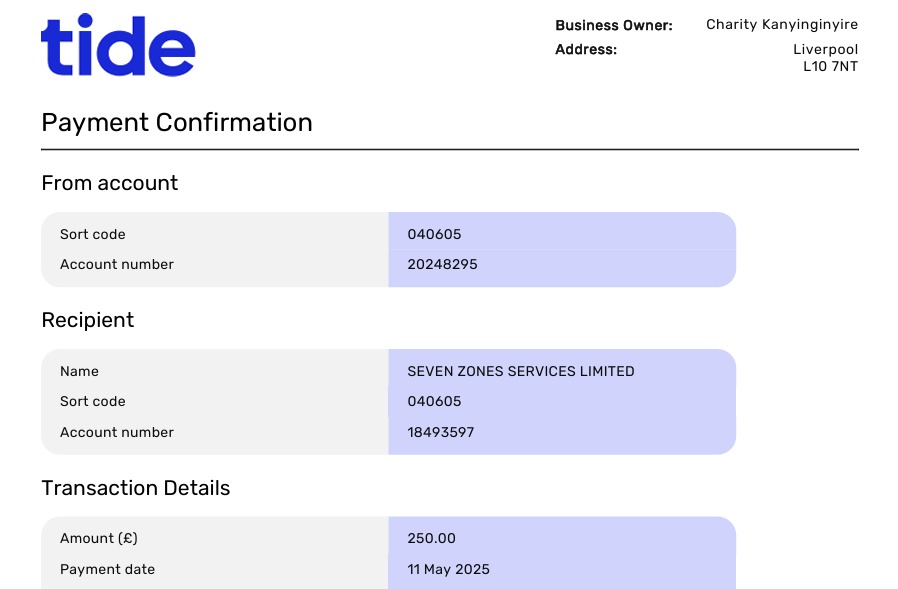 tide
Business Owner: Charity Kanyinginyire
Address: Liverpool
L10 7NT
Payment Confirmation
From account
Sort code 040605
Account number 20248295
Recipient
Name SEVEN ZONES SERVICES LIMITED
Sort code 040605
Account number 18493597
Transaction Details
Amount (£) 250.00
Payment date 11 May 2025